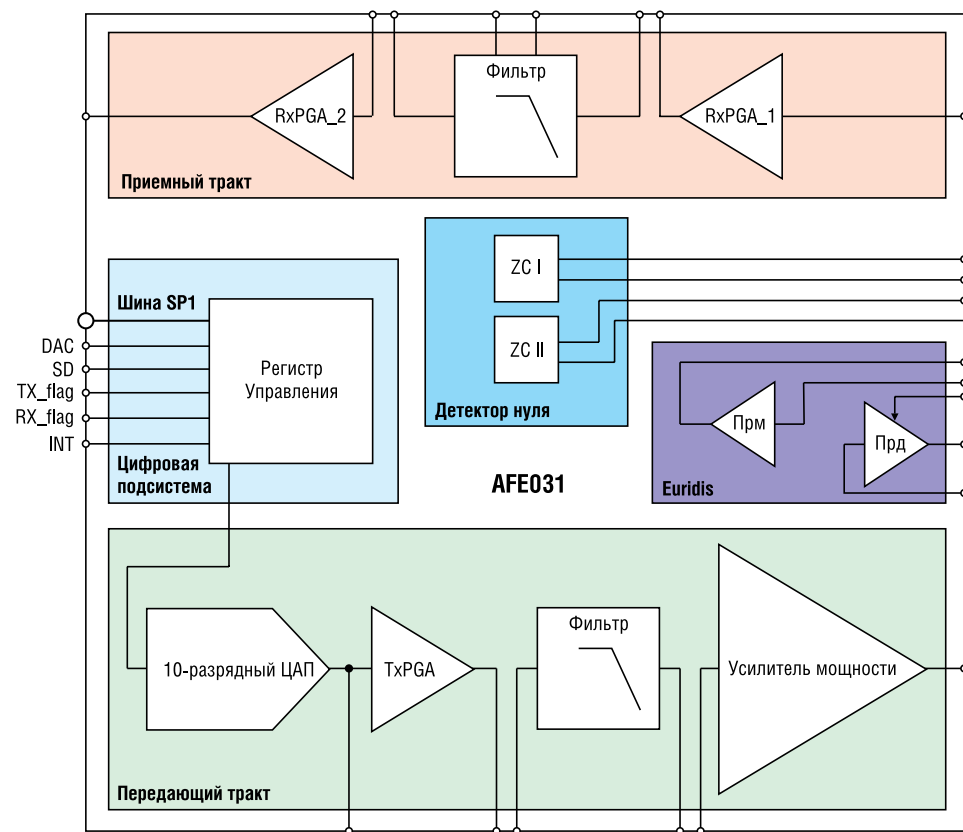 Фильтр
RxPGA_2
RxPGA_1
Приемный тракт
ZC I
ZC II
Детектор нуля
Шина SP1
DAC
SD
TX_flag
RX_flag
INT
Регистр
Управления
Цифровая
подсистема
AFE031
Прм
Прд
Euridis
10-разрядный ЦАП
TxPGA
Фильтр
Усилитель мощности
Передающий тракт